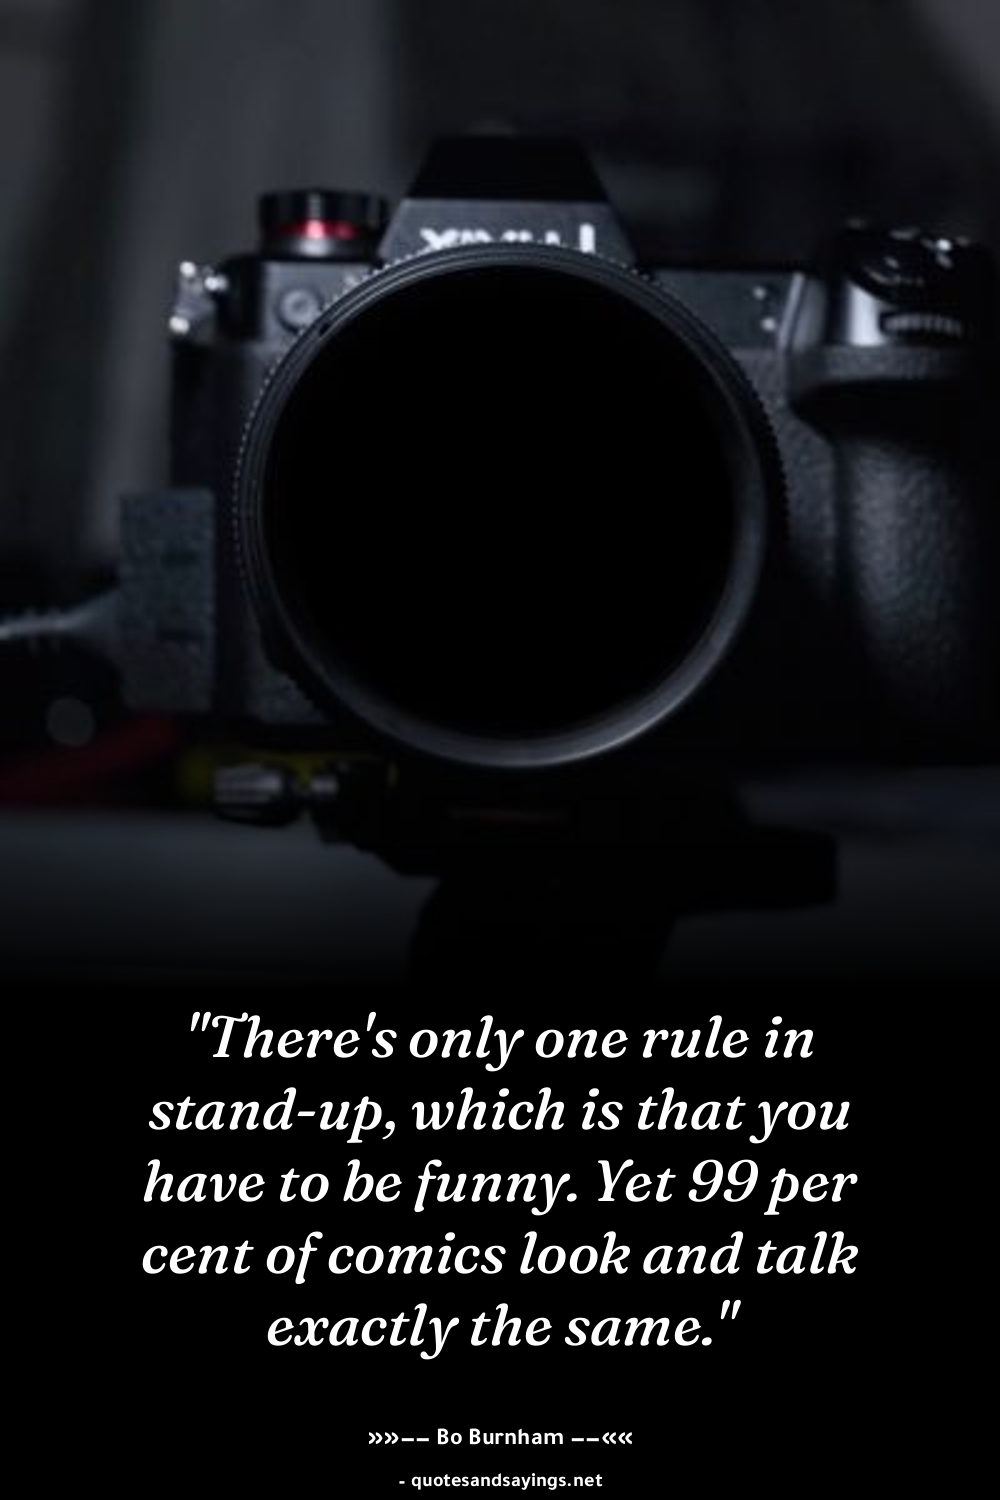 "There's only one rule in
stand-up, which is that you
have to be funny. Yet 99 per
cent of comics look and talk
exactly the same."
»»−− Bo Burnham −−««
- quotesandsayings.net